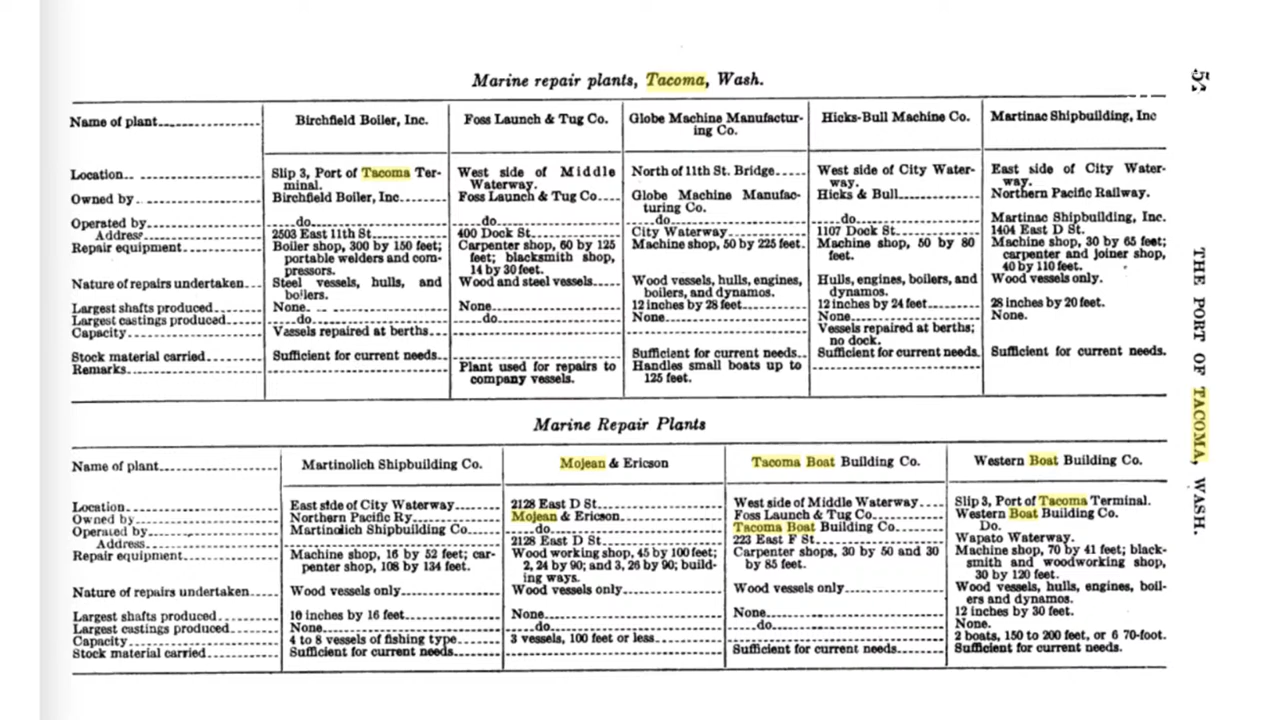 Marine repair plants, Tacoma, Wash.
Name of plant | Birchfield Boiler, Inc. | Foss Launch & Tug Co. | Globe Machine Manufactur- | Hicks-Bull Machine Co. | Martinac Shipbuilding, Inc
ing Co.
Location | Slip 3, Port of Tacoma Ter- | West side of Middle | North of 11th St. Bridge | West side of City Water- | East side of City Water-
minal. | Waterway. | way. | way.
Owned by | Birchfield Boiler, Inc | Foss Launch & Tug Co | Globe Machine Manufac- | Hicks & Bull | Northern Pacific Railway.
turing Co.
Operated by | do | do | do | do | Martinac Shipbuilding, Inc.
Address | 2503 East 11th St | 400 Dock St | City Waterway | 1107 Dock St | 1404 East D St.
Repair equipment | Boiler shop, 300 by 150 feet; | Carpenter shop, 60 by 125 | Machine shop, 50 by 225 feet. | Machine shop, 50 by 80 | Machine shop, 30 by 65 feet;
portable welders and com- | feet; blacksmith shop, | feet. | carpenter and joiner shop,
pressors. | 14 by 30 feet. | 40 by 110 feet.
Nature of repairs undertaken | Steel vessels, hulls, and | Wood and steel vessels | Wood vessels, hulls, engines, | Hulls, engines, boilers, and | Wood vessels only.
boilers. | boilers, and dynamos. | dynamos.
Largest shafts produced | None | None | 12 inches by 28 feet | 12 inches by 24 feet | 28 inches by 20 feet.
Largest castings produced | do | do | None | None | None.
Capacity | Vessels repaired at berths | Vessels repaired at berths;
no dock.
Stock material carried | Sufficient for current needs | Sufficient for current needs | Sufficient for current needs. | Sufficient for current needs.
Remarks | Plant used for repairs to | Handles small boats up to
company vessels. | 125 feet.
Marine Repair Plants
Name of plant | Martinolich Shipbuilding Co. | Mojean & Ericson | Tacoma Boat Building Co. | Western Boat Building Co.
Location | East side of City Waterway | 2128 East D St | West side of Middle Waterway | Slip 3, Port of Tacoma Terminal.
Owned by | Northern Pacific Ry | Mojean & Ericson | Foss Launch & Tug Co | Western Boat Building Co.
Operated by | Martinolich Shipbuilding Co | do | Tacoma Boat Building Co | Do.
Address | 2128 East D St | 223 East F St | Wapato Waterway.
Repair equipment | Machine shop, 16 by 52 feet; car- | Wood working shop, 45 by 100 feet; | Carpenter shops, 30 by 50 and 30 | Machine shop, 70 by 41 feet; black-
penter shop, 108 by 134 feet. | 2, 24 by 90; and 3, 26 by 90; build- | by 85 feet. | smith and woodworking shop,
ing ways. | 30 by 120 feet.
Nature of repairs undertaken | Wood vessels only | Wood vessels only | Wood vessels only | Wood vessels, hulls, engines, boil-
ers and dynamos.
Largest shafts produced | 16 inches by 16 feet | None | None | 12 inches by 30 feet.
Largest castings produced | None | do | do | None.
Capacity | 4 to 8 vessels of fishing type | 3 vessels, 100 feet or less | 2 boats, 150 to 200 feet, or 6 70-foot.
Stock material carried | Sufficient for current needs | Sufficient for current needs | Sufficient for current needs.
THE PORT OF TACOMA, WASH.